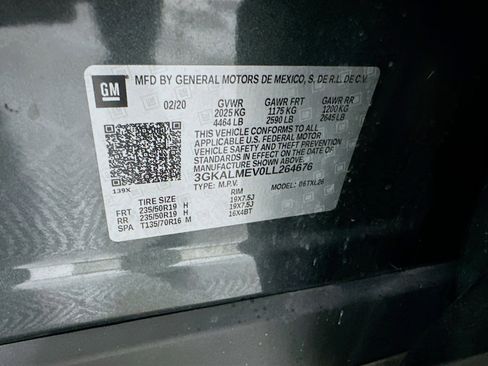 GM
MFD BY GENERAL MOTORS DE MEXICO, S. DE R.L. DE C.V.
02/20 GVWR GAWR FRT GAWR RR
2025 KG 1175 KG 1200 KG
4464 LB 2590 LB 2645 LB
THIS VEHICLE CONFORMS TO ALL
APPLICABLE U.S. FEDERAL MOTOR
VEHICLE SAFETY AND THEFT
PREVENTION STANDARDS IN EFFECT
ON THE DATE OF MANUFACTURE
SHOWN ABOVE.
3GKALMEV0LL264676
139X TYPE: M.P.V. MODEL: 06TXL26
TIRE SIZE RIM
FRT 235/50R19 H 19X7.5J
RR 235/50R19 H 19X7.5J
SPA T135/70R16 M 16X4BT